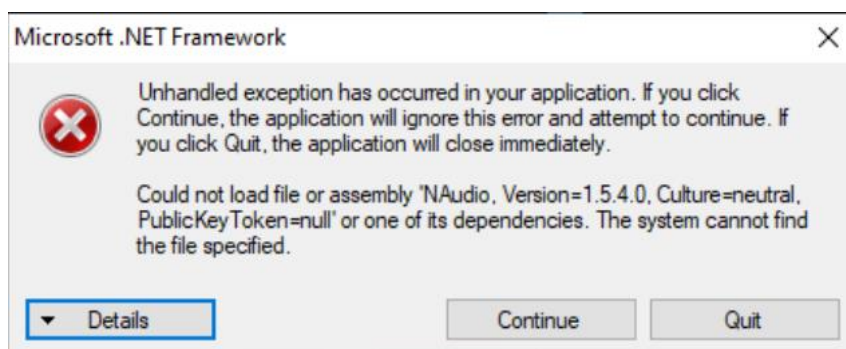 Microsoft .NET Framework
Unhandled exception has occurred in your application. If you click
Continue, the application will ignore this error and attempt to continue. If
you click Quit, the application will close immediately.
Could not load file or assembly 'NAudio, Version=1.5.4.0, Culture=neutral,
PublicKeyToken=null' or one of its dependencies. The system cannot find
the file specified.
Details Continue Quit